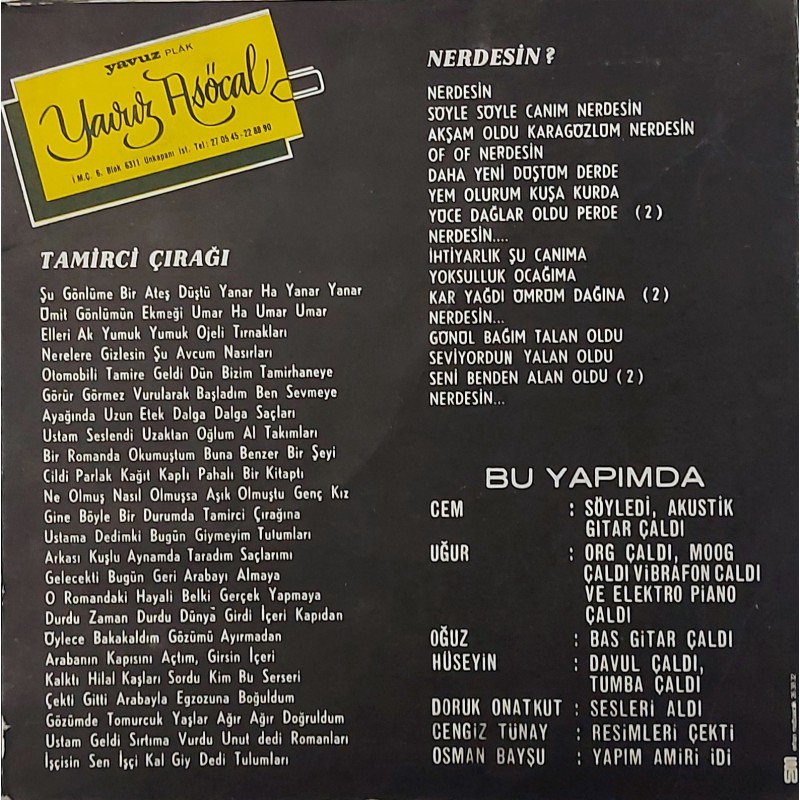 yavuz PLAK
Yavuz Asöcal
İ M.Ç. 6. Blok 6311 Unkapanı İst. Tel: 27 05 45 - 22 88 90
TAMİRCİ ÇIRAĞI
Şu Gönlüme Bir Ateş Düştü Yanar Ha Yanar Yanar
Ümit Gönlümün Ekmeği Umar Ha Umar Umar
Elleri Ak Yumuk Yumuk Ojeli Tırnakları
Nerelere Gizlesin Şu Avcum Nasırları
Otomobili Tamire Geldi Dün Bizim Tamirhaneye
Görür Görmez Vurularak Başladım Ben Sevmeye
Ayağında Uzun Etek Dalga Dalga Saçları
Ustam Seslendi Uzaktan Oğlum Al Takımları
Bir Romanda Okumuştum Buna Benzer Bir Şeyi
Cildi Parlak Kağıt Kaplı Pahalı Bir Kitaptı
Ne Olmuş Nasıl Olmuşsa Aşık Olmuştu Genç Kız
Gine Böyle Bir Durumda Tamirci Çırağına
Ustama Dedimki Bugün Giymeyim Tulumları
Arkası Kuşlu Aynamda Taradım Saçlarımı
Gelecekti Bugün Geri Arabayı Almaya
O Romandaki Hayali Belki Gerçek Yapmaya
Durdu Zaman Durdu Dünya Girdi İçeri Kapıdan
Öylece Bakakaldım Gözümü Ayırmadan
Arabanın Kapısını Açtım, Girsin İçeri
Kalktı Hilal Kaşları Sordu Kim Bu Serseri
Çekti Gitti Arabayla Egzozuna Boğuldum
Gözümde Tomurcuk Yaşlar Ağır Ağır Doğruldum
Ustam Geldi Sırtıma Vurdu Unut dedi Romanları
İşçisin Sen İşçi Kal Giy Dedi Tulumları
NERDESİN ?
NERDESİN
SÖYLE SÖYLE CANIM NERDESİN
AKŞAM OLDU KARAGÖZLÜM NERDESİN
OF OF NERDESİN
DAHA YENİ DÜŞTÜM DERDE
YEM OLURUM KUŞA KURDA
YÜCE DAĞLAR OLDU PERDE (2)
NERDESİN....
İHTİYARLIK ŞU CANIMA
YOKSULLUK OCAĞIMA
KAR YAĞDI ÖMRÜM DAĞINA (2)
NERDESİN...
GÖNÜL BAĞIM TALAN OLDU
SEVİYORDUN YALAN OLDU
SENİ BENDEN ALAN OLDU (2)
NERDESİN...
BU YAPIMDA
CEM : SÖYLEDİ, AKUSTİK
GITAR ÇALDI
UĞUR : ORG ÇALDI, MOOG
ÇALDI VİBRAFON CALDI
VE ELEKTRO PİANO
ÇALDI
OĞUZ : BAS GİTAR ÇALDI
HÜSEYİN : DAVUL ÇALDI,
TUMBA ÇALDI
DORUK ONATKUT : SESLERİ ALDI
CENGİZ TÜNAY : RESİMLERİ ÇEKTİ
OSMAN BAYŞU : YAPIM AMİRİ İDİ